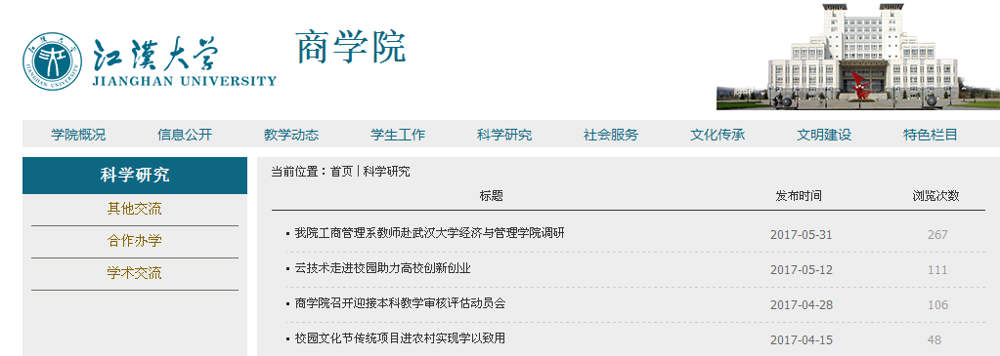 江漢大学
JIANGHAN UNIVERSITY
商学院
学院概况 信息公开 教学动态 学生工作 科学研究 社会服务 文化传承 文明建设 特色栏目
科学研究
其他交流
合作办学
学术交流
当前位置：首页 | 科学研究
标题 发布时间 浏览次数
我院工商管理系教师赴武汉大学经济与管理学院调研 2017-05-31 267
云技术走进校园助力高校创新创业 2017-05-12 111
商学院召开迎接本科教学审核评估动员会 2017-04-28 106
校园文化节传统项目进农村实现学以致用 2017-04-15 48